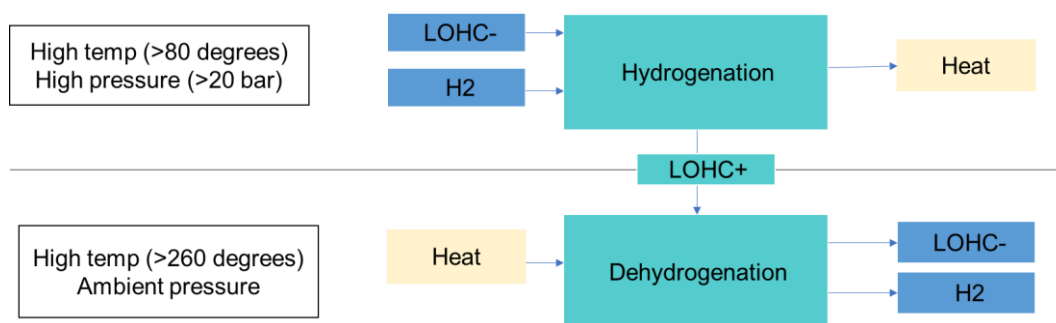 High temp (>80 degrees)
High pressure (>20 bar)
LOHC-
H2
Hydrogenation
Heat
LOHC+
High temp (>260 degrees)
Ambient pressure
Heat
Dehydrogenation
LOHC-
H2